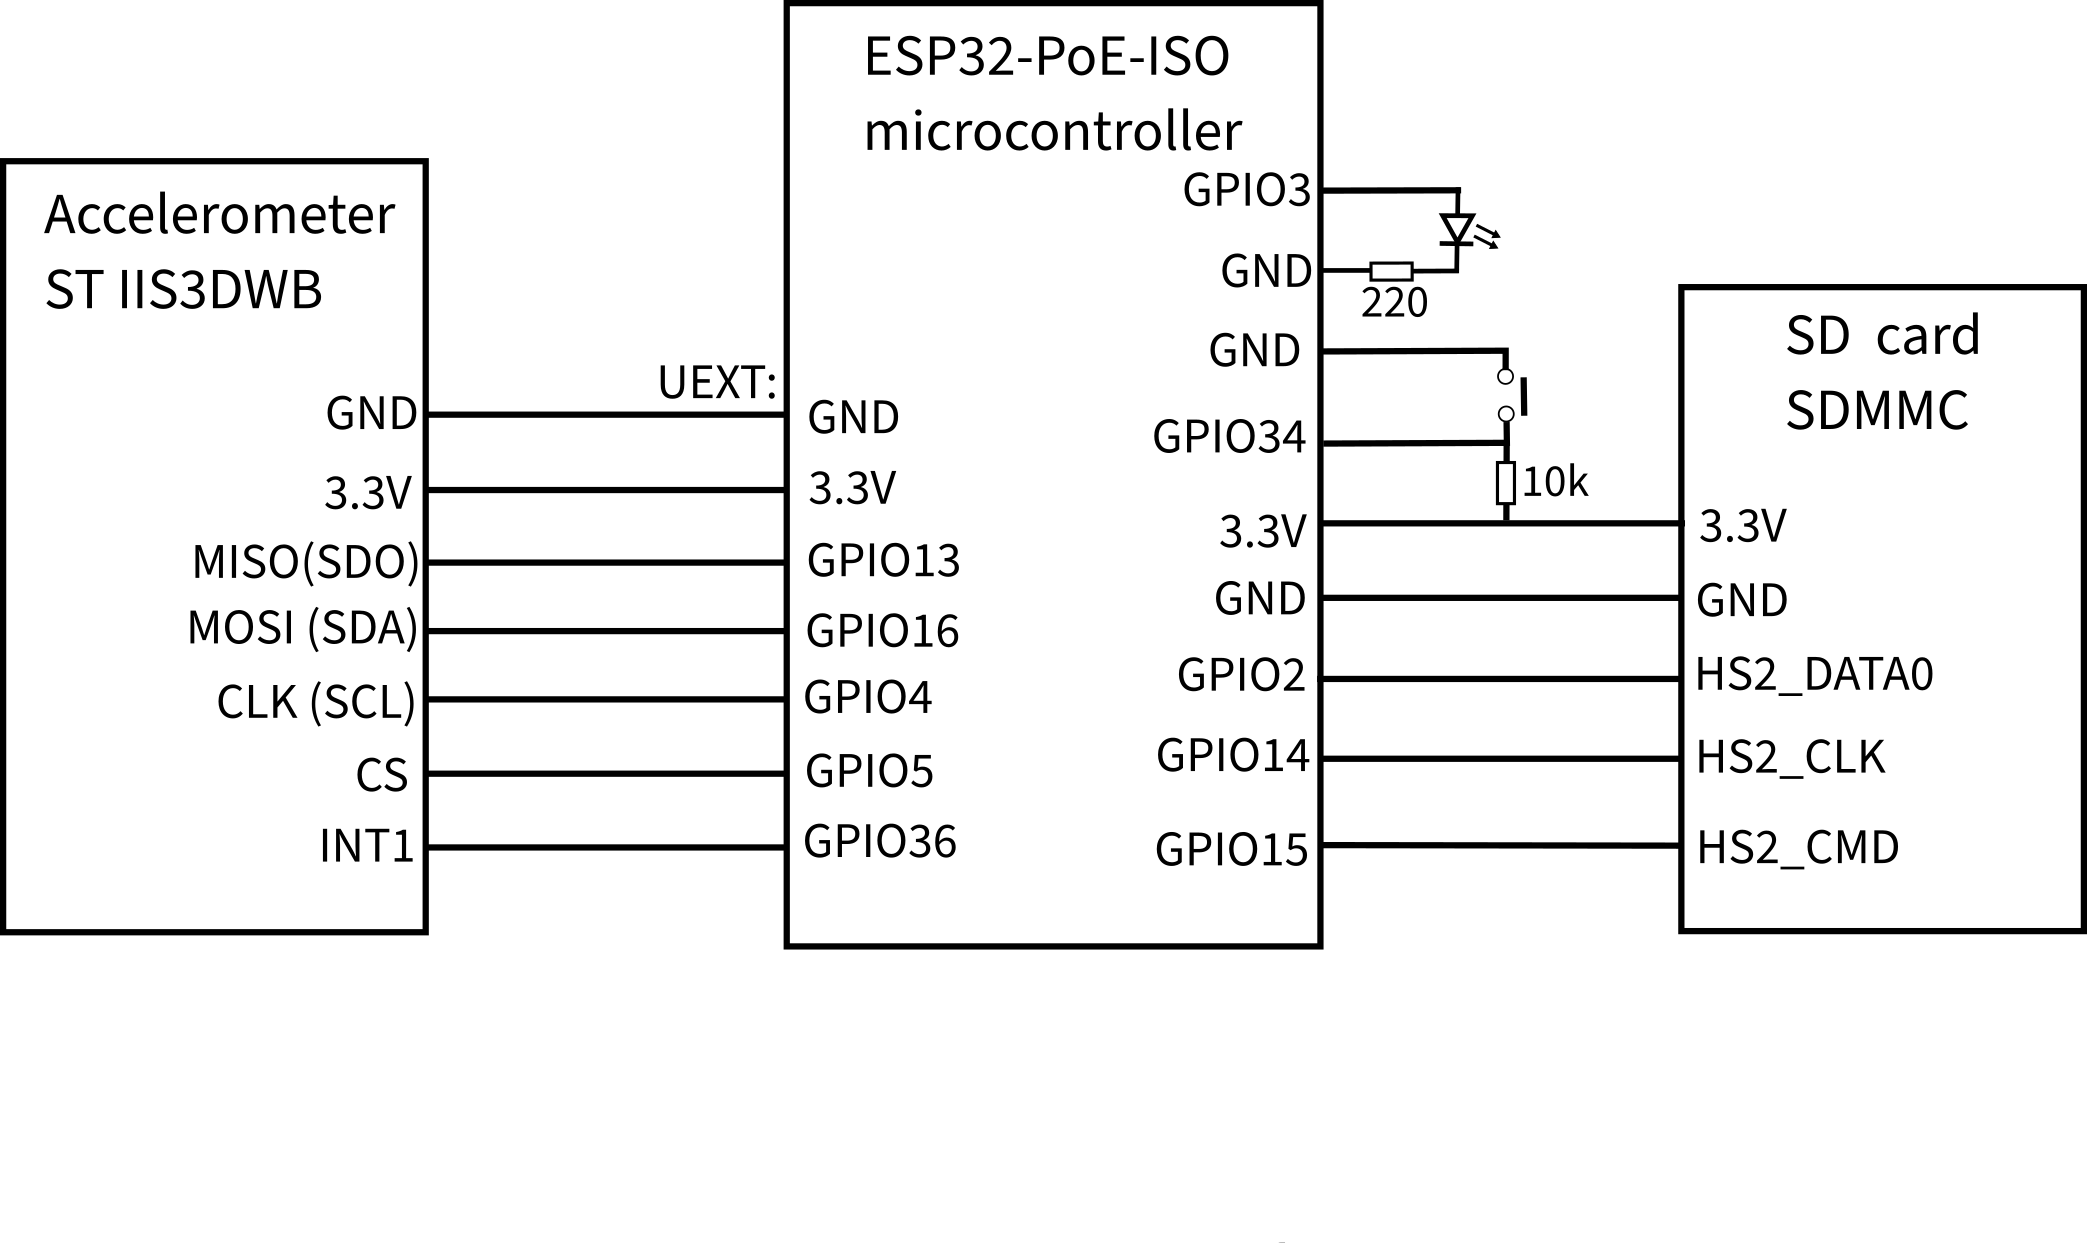 ESP32-PoE-ISO
microcontroller
Accelerometer
ST IIS3DWB
UEXT:
GND
3.3V
MISO(SDO)
MOSI (SDA)
CLK (SCL)
CS
INT1
GND
3.3V
GPIO13
GPIO16
GPIO4
GPIO5
GPIO36
GPIO3
GND
220
GND
GPIO34
10k
3.3V
GND
GPIO2
GPIO14
GPIO15
SD card
SDMMC
3.3V
GND
HS2_DATA0
HS2_CLK
HS2_CMD